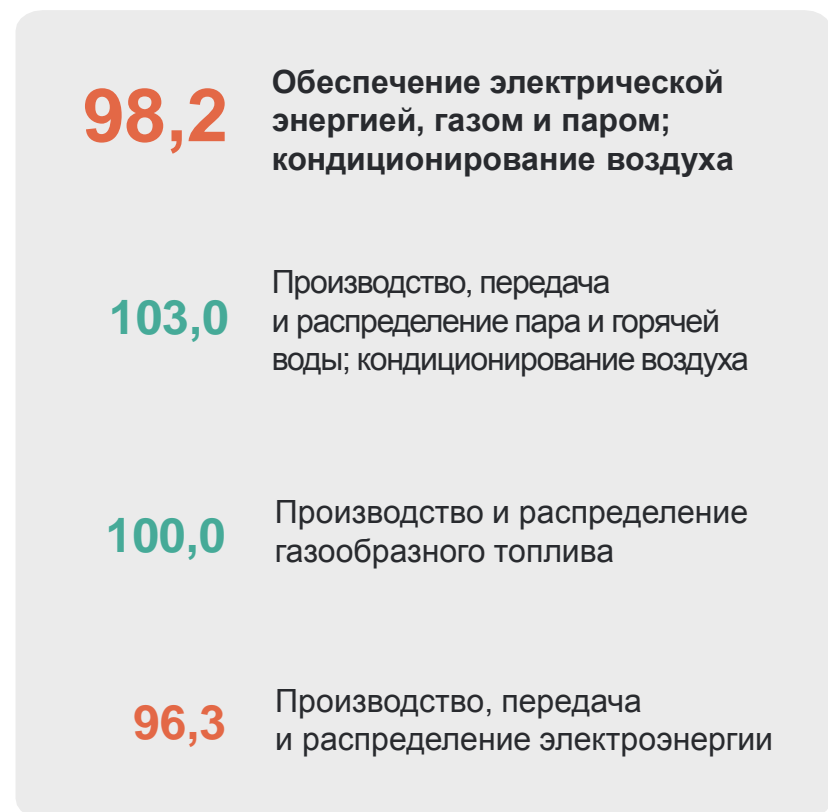 98,2
Обеспечение электрической
энергией, газом и паром;
кондиционирование воздуха
103,0
Производство, передача
и распределение пара и горячей
воды; кондиционирование воздуха
100,0
Производство и распределение
газообразного топлива
96,3
Производство, передача
и распределение электроэнергии